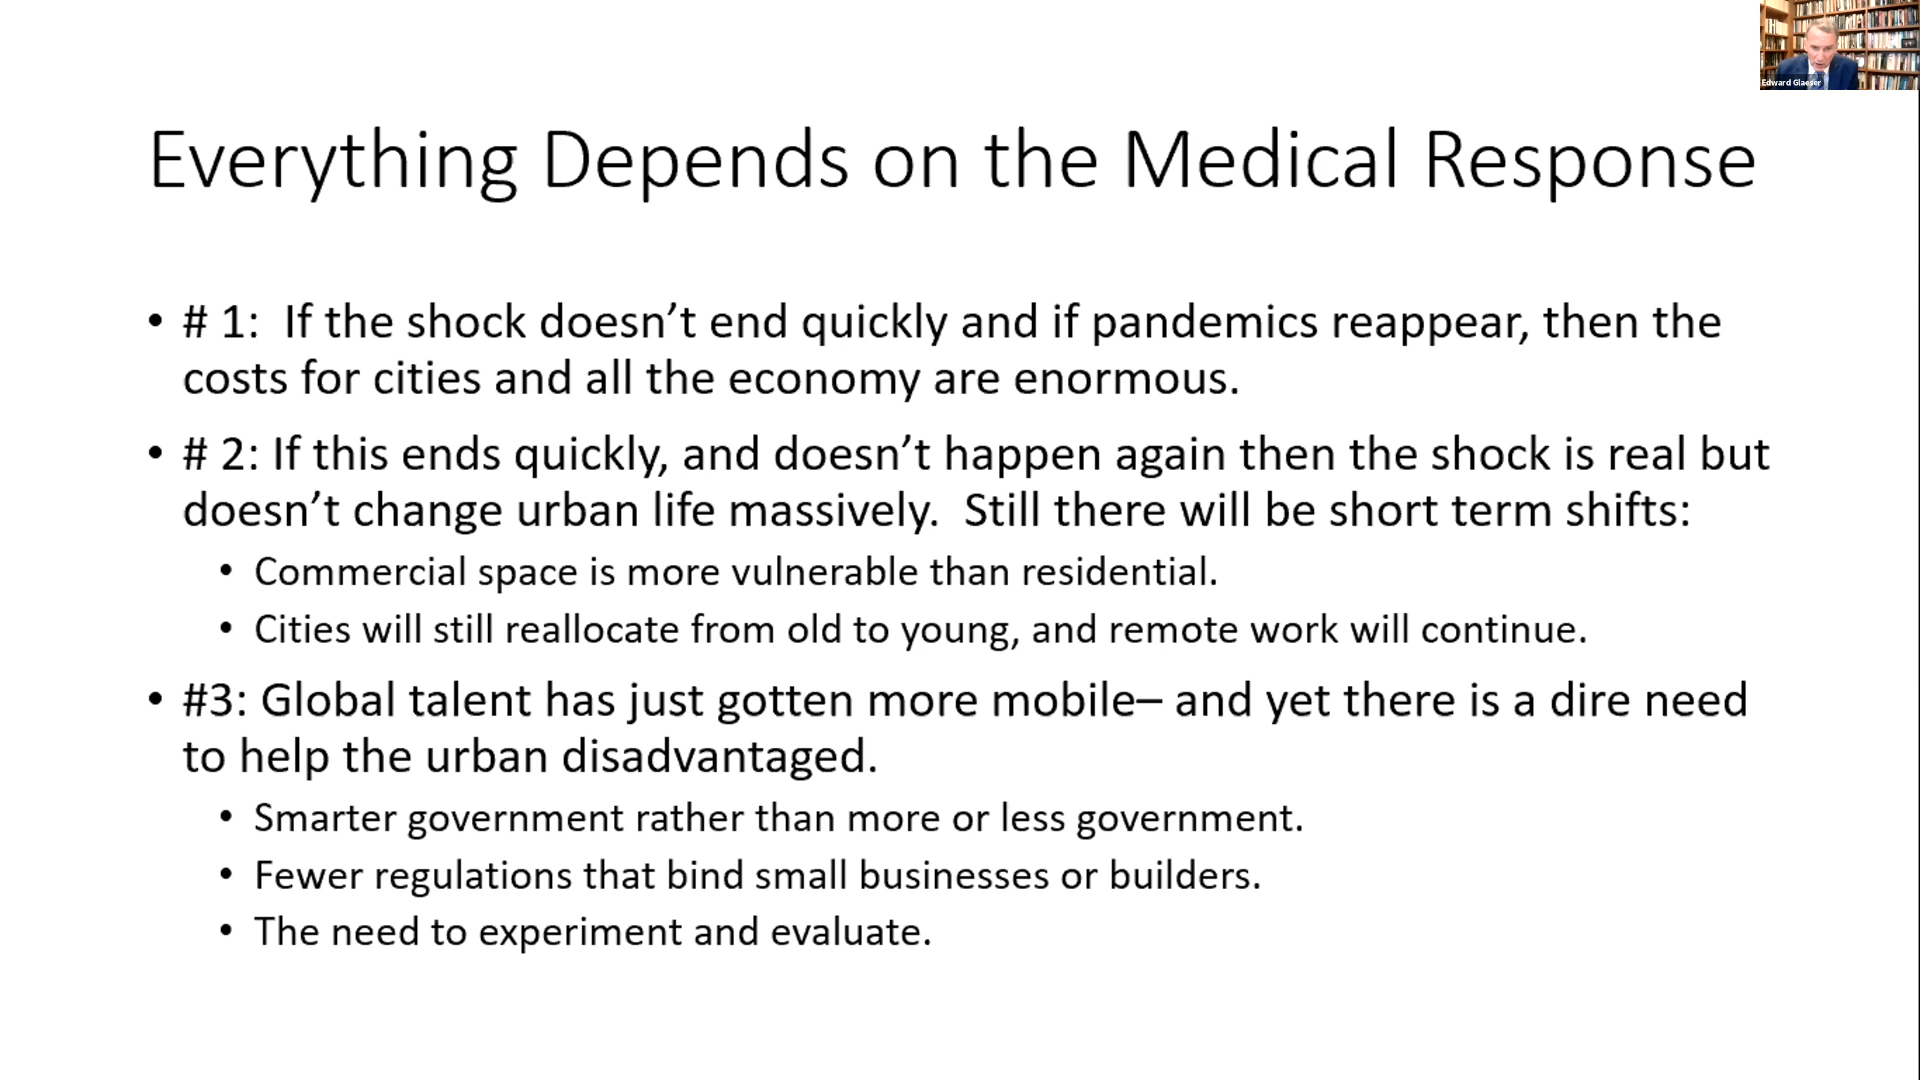 Edward Glaeser
Everything Depends on the Medical Response
• # 1:  If the shock doesn’t end quickly and if pandemics reappear, then the
costs for cities and all the economy are enormous.
• # 2: If this ends quickly, and doesn’t happen again then the shock is real but
doesn’t change urban life massively.  Still there will be short term shifts:
• Commercial space is more vulnerable than residential.
• Cities will still reallocate from old to young, and remote work will continue.
• #3: Global talent has just gotten more mobile– and yet there is a dire need
to help the urban disadvantaged.
• Smarter government rather than more or less government.
• Fewer regulations that bind small businesses or builders.
• The need to experiment and evaluate.